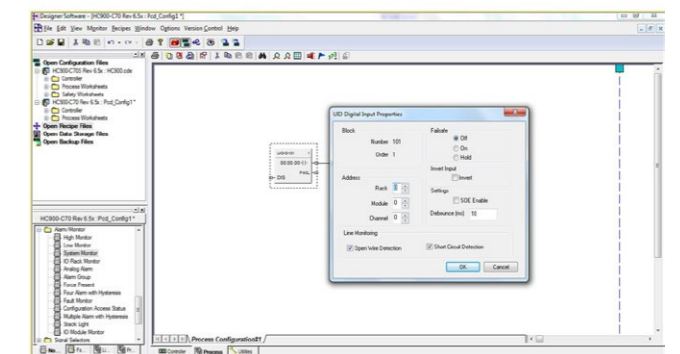 Designer Software - [HC900-C70 Rev 6.5x : Pcd_Config1 *]
File Edit View Monitor Recipes Window Options Version Control Help
Open Configuration Files
HC900-C70S Rev 6.5x : HC900.cde
Controller
Process Worksheets
Safety Worksheets
HC900-C70 Rev 6.5x : Pcd_Config1*
Controller
Process Worksheets
Open Recipe Files
Open Data Storage Files
Open Backup Files
HC900-C70 Rev 6.5x : Pcd_Config1*
Alarm/Monitor
High Monitor
Low Monitor
System Monitor
IO Rack Monitor
Analog Alarm
Alarm Group
Force Present
Four Alarm with Hysteresis
Fault Monitor
Configuration Access Status
Multiple Alarm with Hysteresis
Stack Light
IO Module Monitor
Signal Selectors
00:00:00
FAIL
DIS
UIO Digital Input Properties
Block
Number 101
Order 1
Address
Rack
Module 0
Channel 0
Failsafe
Off
On
Hold
Invert Input
Invert
Settings
SOE Enable
Debounce (ms) 10
Line Monitoring
Open Wire Detection
Short Circuit Detection
OK
Cancel
Process Configuration#1
Controller
Process
Utilities